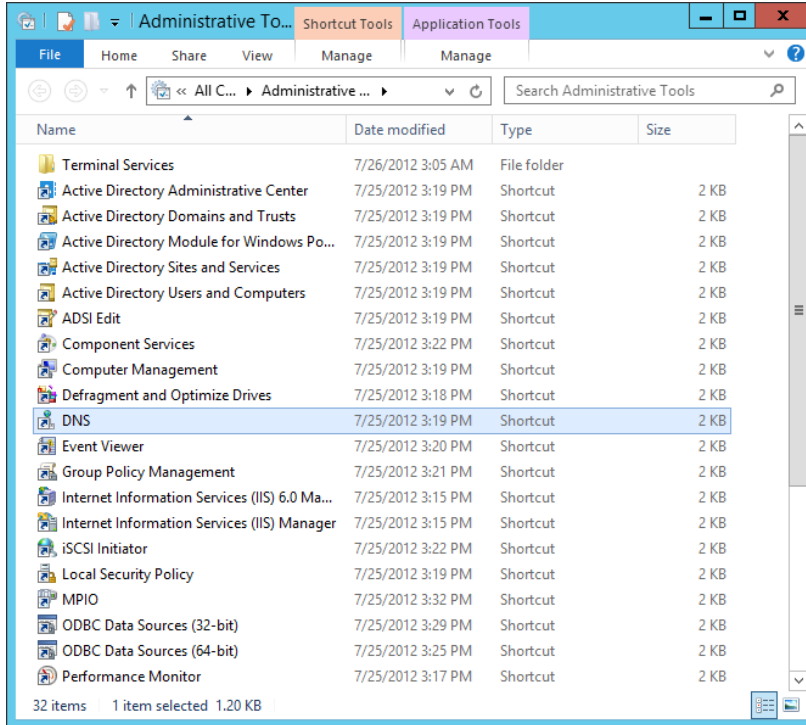 Administrative To... Shortcut Tools Application Tools
File Home Share View Manage Manage
« All C... Administrative ... Search Administrative Tools
Name Date modified Type Size
Terminal Services 7/26/2012 3:05 AM File folder
Active Directory Administrative Center 7/25/2012 3:19 PM Shortcut 2 KB
Active Directory Domains and Trusts 7/25/2012 3:19 PM Shortcut 2 KB
Active Directory Module for Windows Po... 7/25/2012 3:19 PM Shortcut 2 KB
Active Directory Sites and Services 7/25/2012 3:19 PM Shortcut 2 KB
Active Directory Users and Computers 7/25/2012 3:19 PM Shortcut 2 KB
ADSI Edit 7/25/2012 3:19 PM Shortcut 2 KB
Component Services 7/25/2012 3:22 PM Shortcut 2 KB
Computer Management 7/25/2012 3:19 PM Shortcut 2 KB
Defragment and Optimize Drives 7/25/2012 3:18 PM Shortcut 2 KB
DNS 7/25/2012 3:19 PM Shortcut 2 KB
Event Viewer 7/25/2012 3:20 PM Shortcut 2 KB
Group Policy Management 7/25/2012 3:21 PM Shortcut 2 KB
Internet Information Services (IIS) 6.0 Ma... 7/25/2012 3:15 PM Shortcut 2 KB
Internet Information Services (IIS) Manager 7/25/2012 3:15 PM Shortcut 2 KB
iSCSI Initiator 7/25/2012 3:22 PM Shortcut 2 KB
Local Security Policy 7/25/2012 3:19 PM Shortcut 2 KB
MPIO 7/25/2012 3:32 PM Shortcut 2 KB
ODBC Data Sources (32-bit) 7/25/2012 3:29 PM Shortcut 2 KB
ODBC Data Sources (64-bit) 7/25/2012 3:25 PM Shortcut 2 KB
Performance Monitor 7/25/2012 3:17 PM Shortcut 2 KB
32 items 1 item selected 1.20 KB